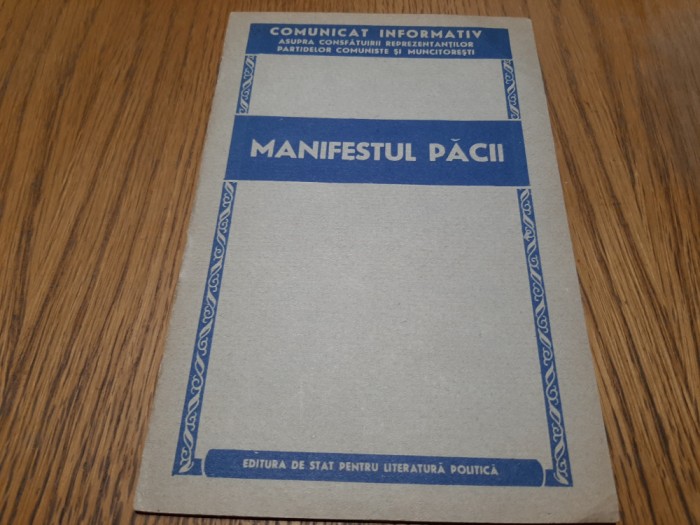 COMUNICAT INFORMATIV
ASUPRA CONSFĂTUIRII REPREZENTANȚILOR
PARTIDELOR COMUNISTE ȘI MUNCITOREȘTI
MANIFESTUL PĂCII
EDITURA DE STAT PENTRU LITERATURĂ POLITICĂ